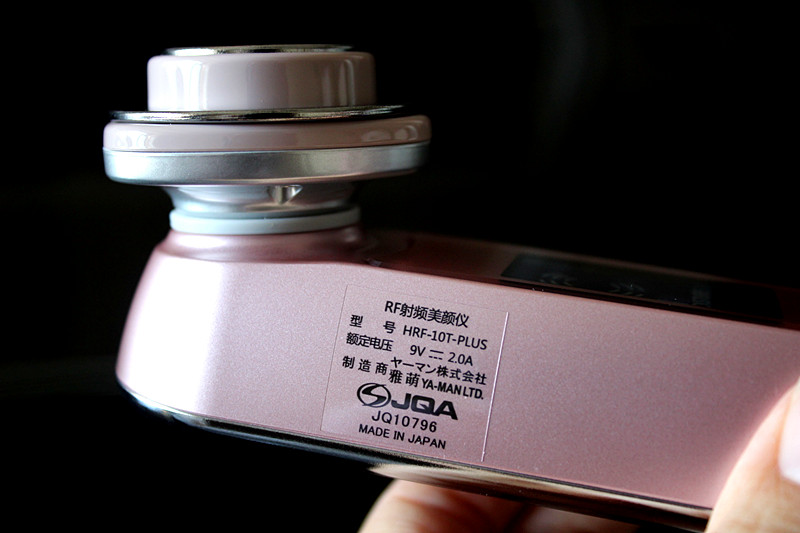 RF射频美颜仪
型 号 HRF-10T-PLUS
额定电压 9V ⎓ 2.0A
制造商 ヤーマン株式会社
雅萌 YA-MAN LTD.
JQA
JQ10796
MADE IN JAPAN